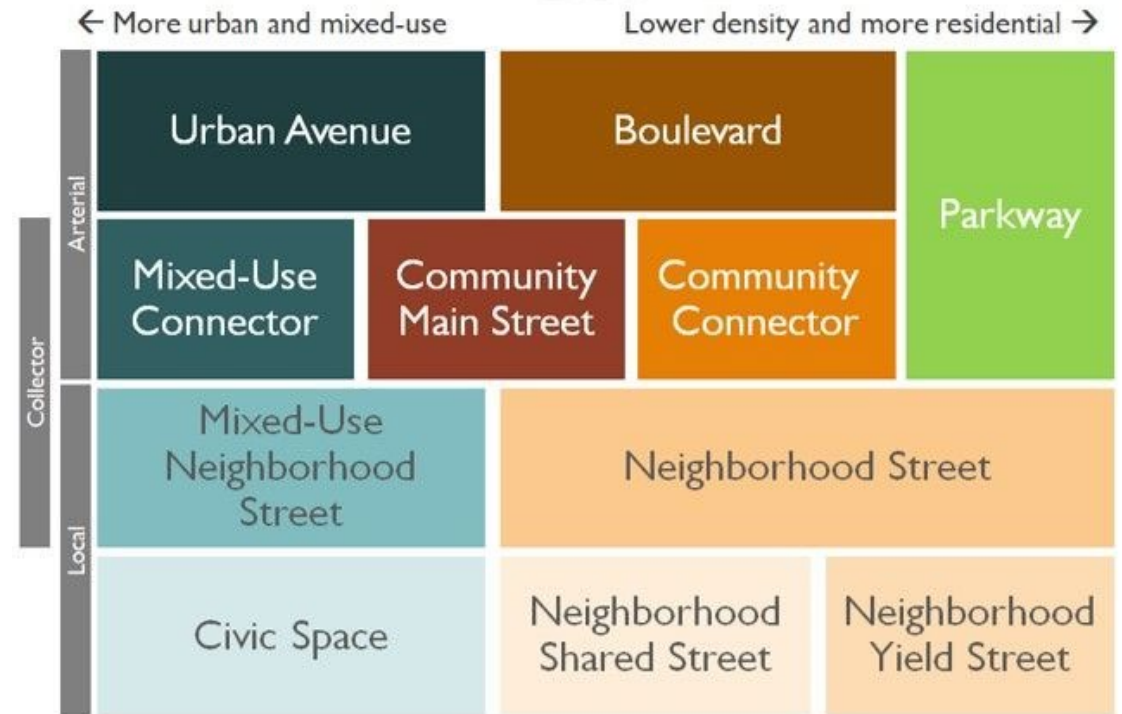 ← More urban and mixed-use
Lower density and more residential →
Arterial
Collector
Local
Urban Avenue
Boulevard
Parkway
Mixed-Use
Connector
Community
Main Street
Community
Connector
Mixed-Use
Neighborhood
Street
Neighborhood Street
Civic Space
Neighborhood
Shared Street
Neighborhood
Yield Street